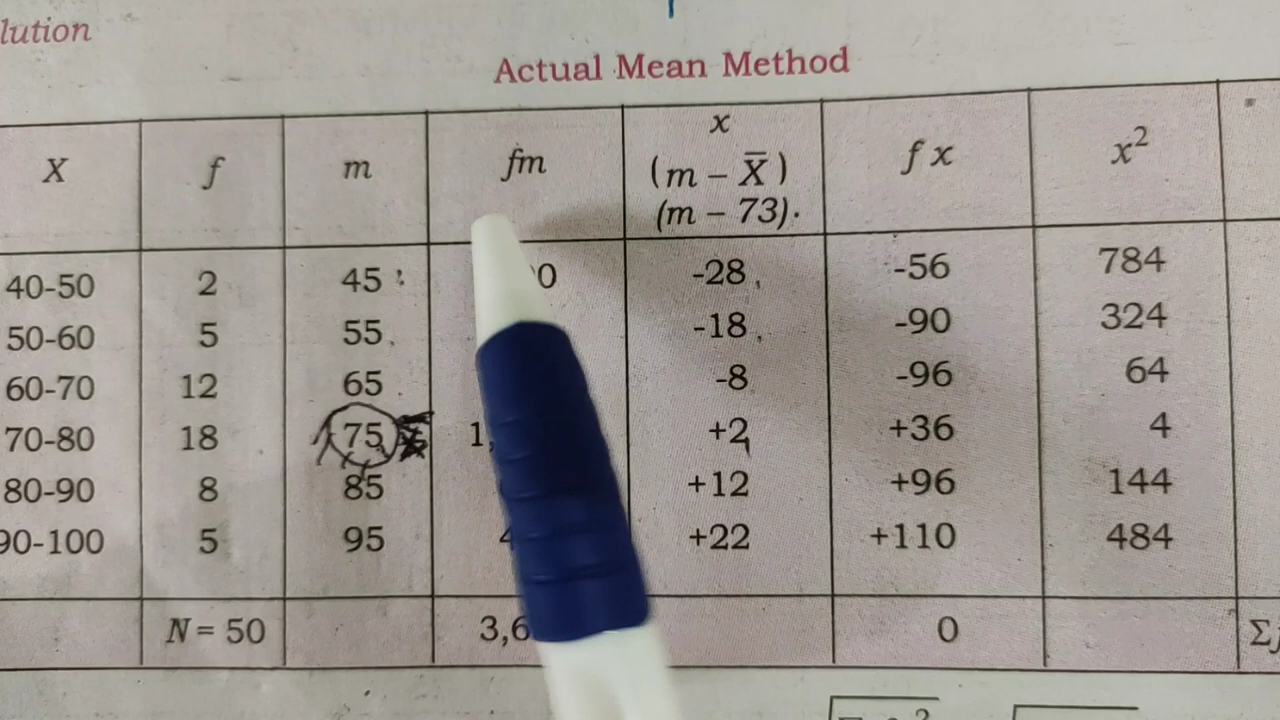 lution
Actual Mean Method
X f m fm x (m – X̄) (m – 73). f x x²
40-50 2 45 0 -28 -56 784
50-60 5 55 -18 -90 324
60-70 12 65 -8 -96 64
70-80 18 75 1, +2 +36 4
80-90 8 85 +12 +96 144
90-100 5 95 4 +22 +110 484
N = 50 3,6 0 Σf